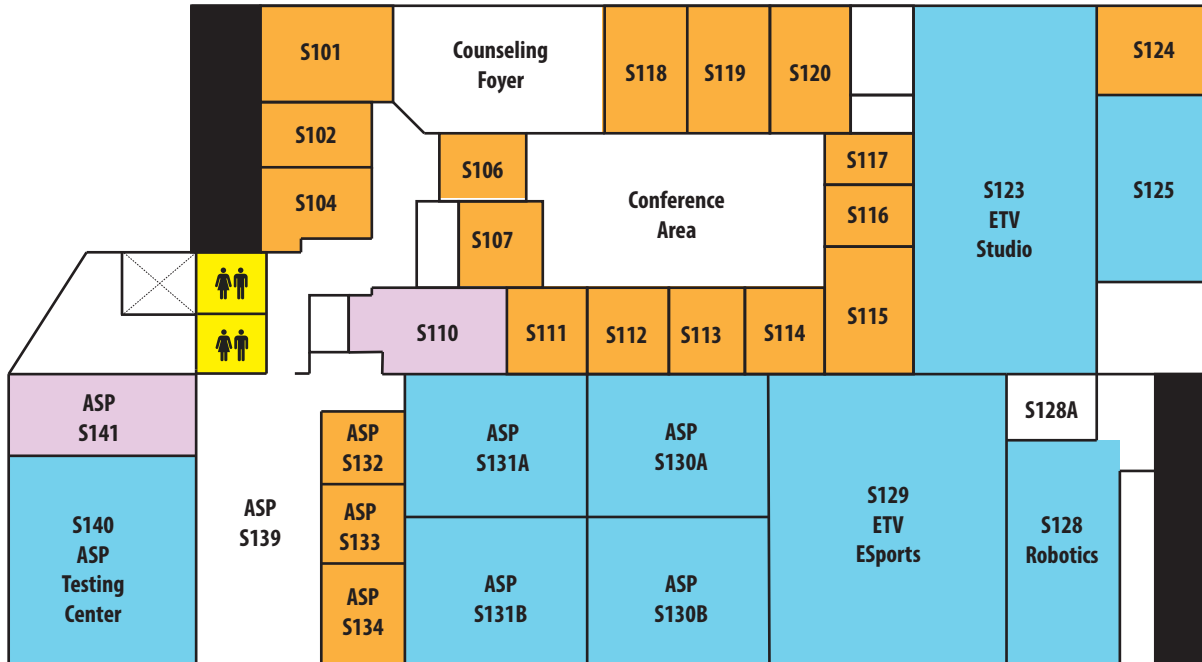 S101
Counseling
Foyer
S118
S119
S120
S124
S102
S106
S117
S104
S107
Conference
Area
S116
S123
ETV
Studio
S125
S110
S111
S112
S113
S114
S115
ASP
S141
S128A
ASP
S132
ASP
S131A
ASP
S130A
S129
ETV
ESports
S140
ASP
Testing
Center
ASP
S139
ASP
S133
S128
Robotics
ASP
S134
ASP
S131B
ASP
S130B